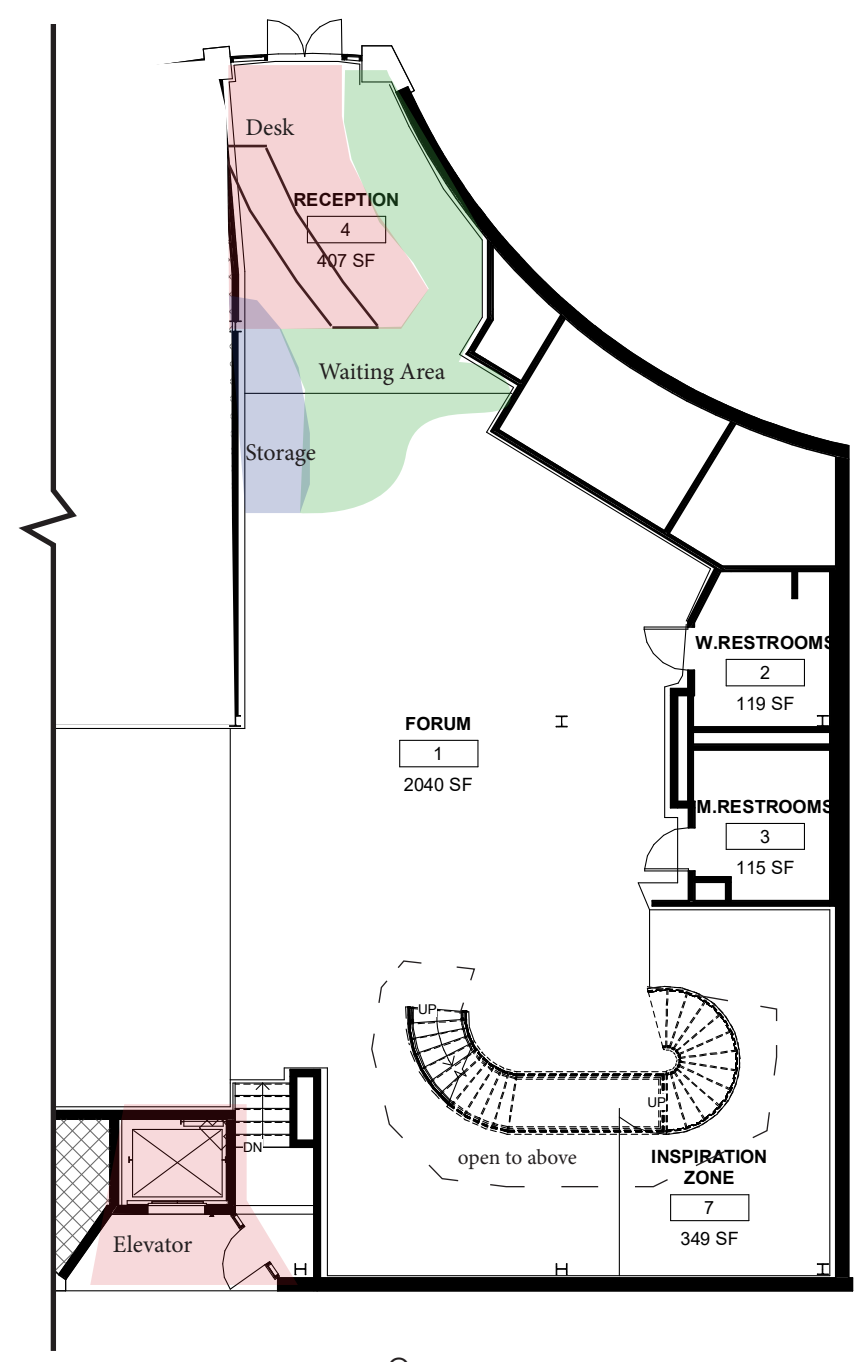 Desk
RECEPTION
4
407 SF
Waiting Area
Storage
W.RESTROOMS
2
119 SF
FORUM
1
2040 SF
M.RESTROOMS
3
115 SF
UP
UP
DN
open to above
INSPIRATION
ZONE
7
349 SF
Elevator